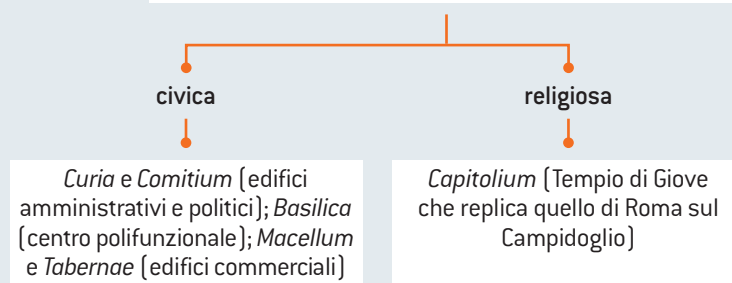 civica
religiosa
Curia e Comitium (edifici
amministrativi e politici); Basilica
(centro polifunzionale); Macellum
e Tabernae (edifici commerciali)
Capitolium (Tempio di Giove
che replica quello di Roma sul
Campidoglio)